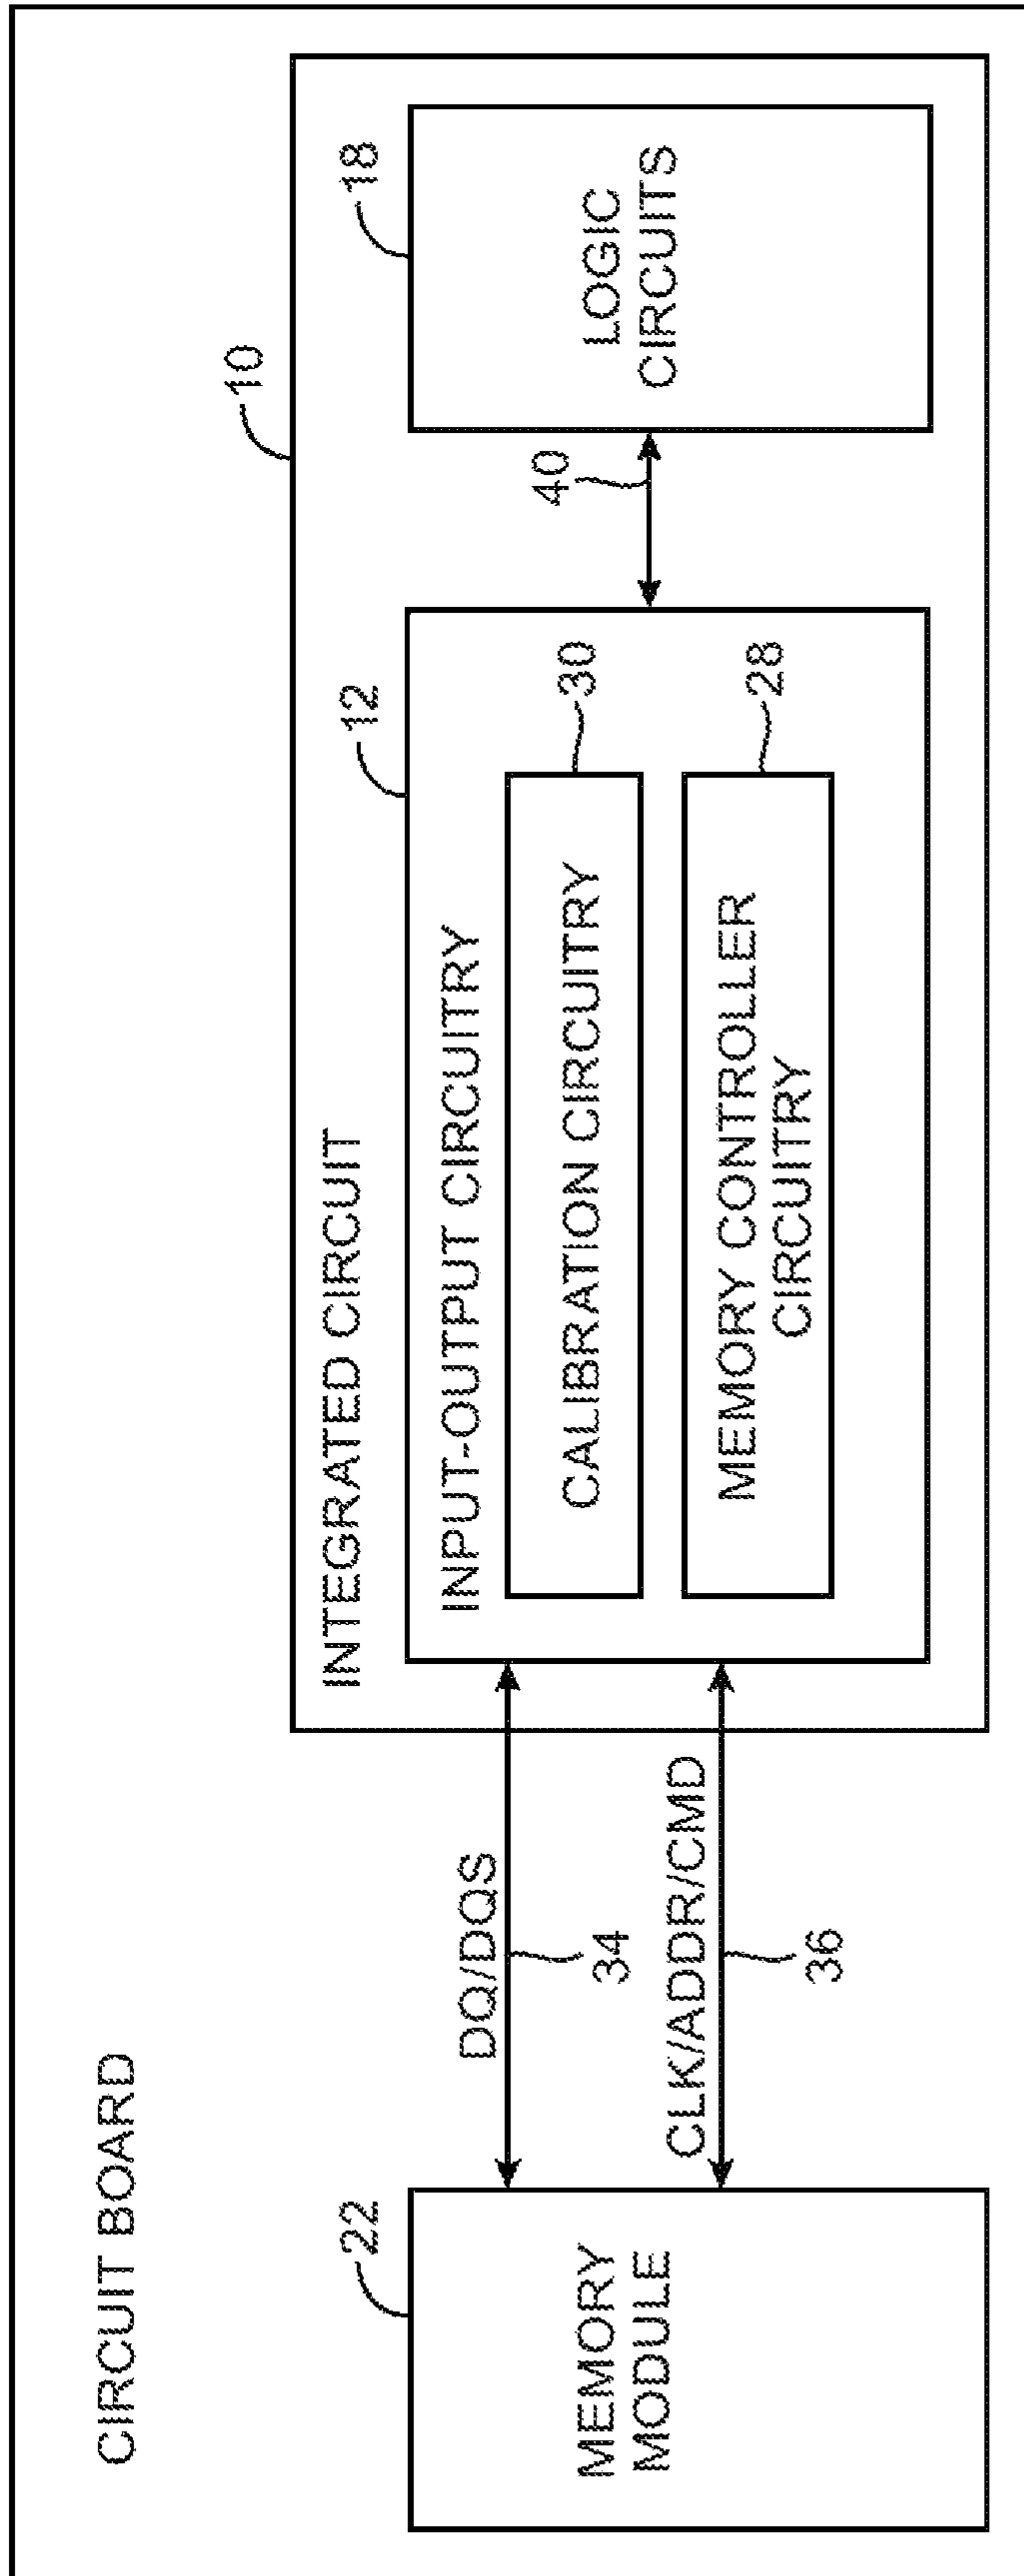 CIRCUIT BOARD
10
INTEGRATED CIRCUIT
22
12
18
MEMORY
MODULE
DQ/DQS
34
CLK/ADDR/CMD
36
INPUT-OUTPUT CIRCUITRY
CALIBRATION CIRCUITRY
30
MEMORY CONTROLLER
CIRCUITRY
28
40
LOGIC
CIRCUITS